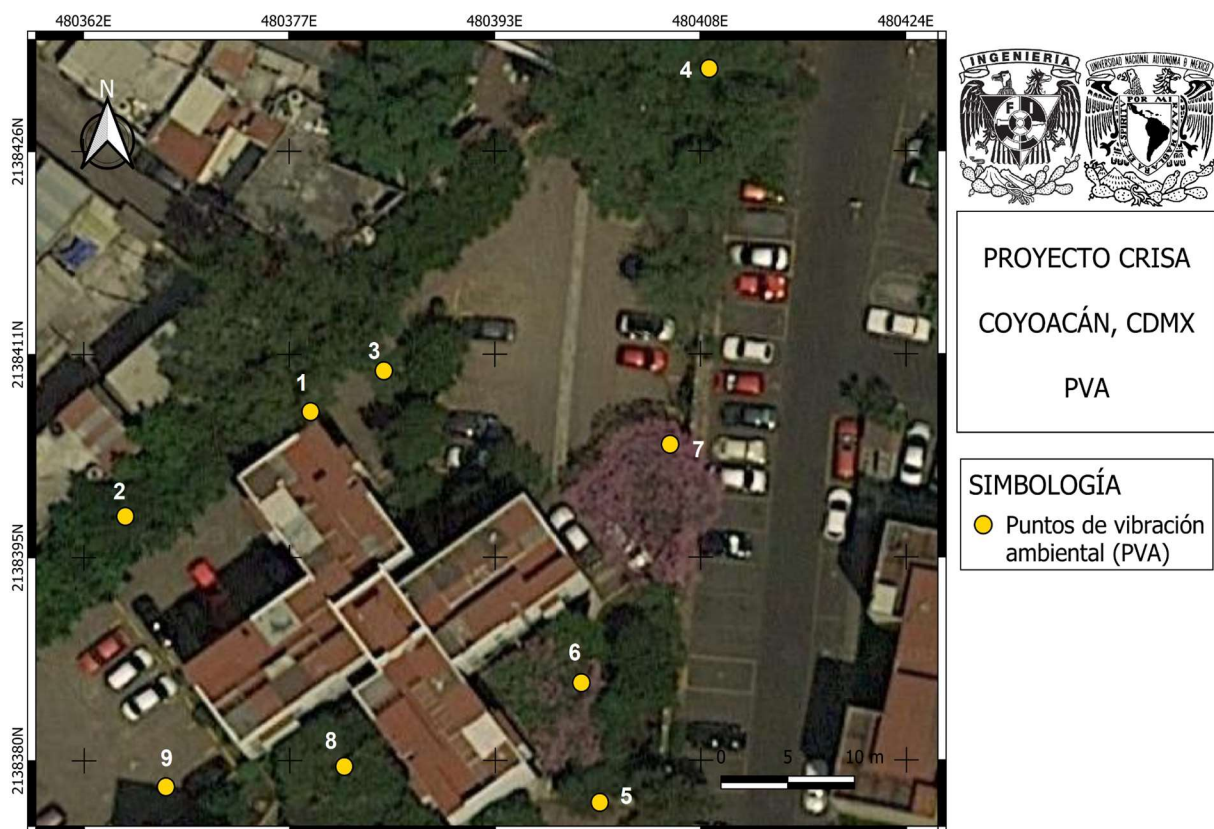 480362E 480377E 480393E 480408E 480424E
2138426N
2138411N
2138395N
2138380N
N
4
3
1
7
2
6
8
9
5
0 5 10 m
INGENIERIA
F I
UNIVERSIDAD NACIONAL AUTONOMA Ð MEXICO
POR MI RAZA HABLARA EL ESPIRITU
PROYECTO CRISA
COYOACÁN, CDMX
PVA
SIMBOLOGÍA
Puntos de vibración
ambiental (PVA)